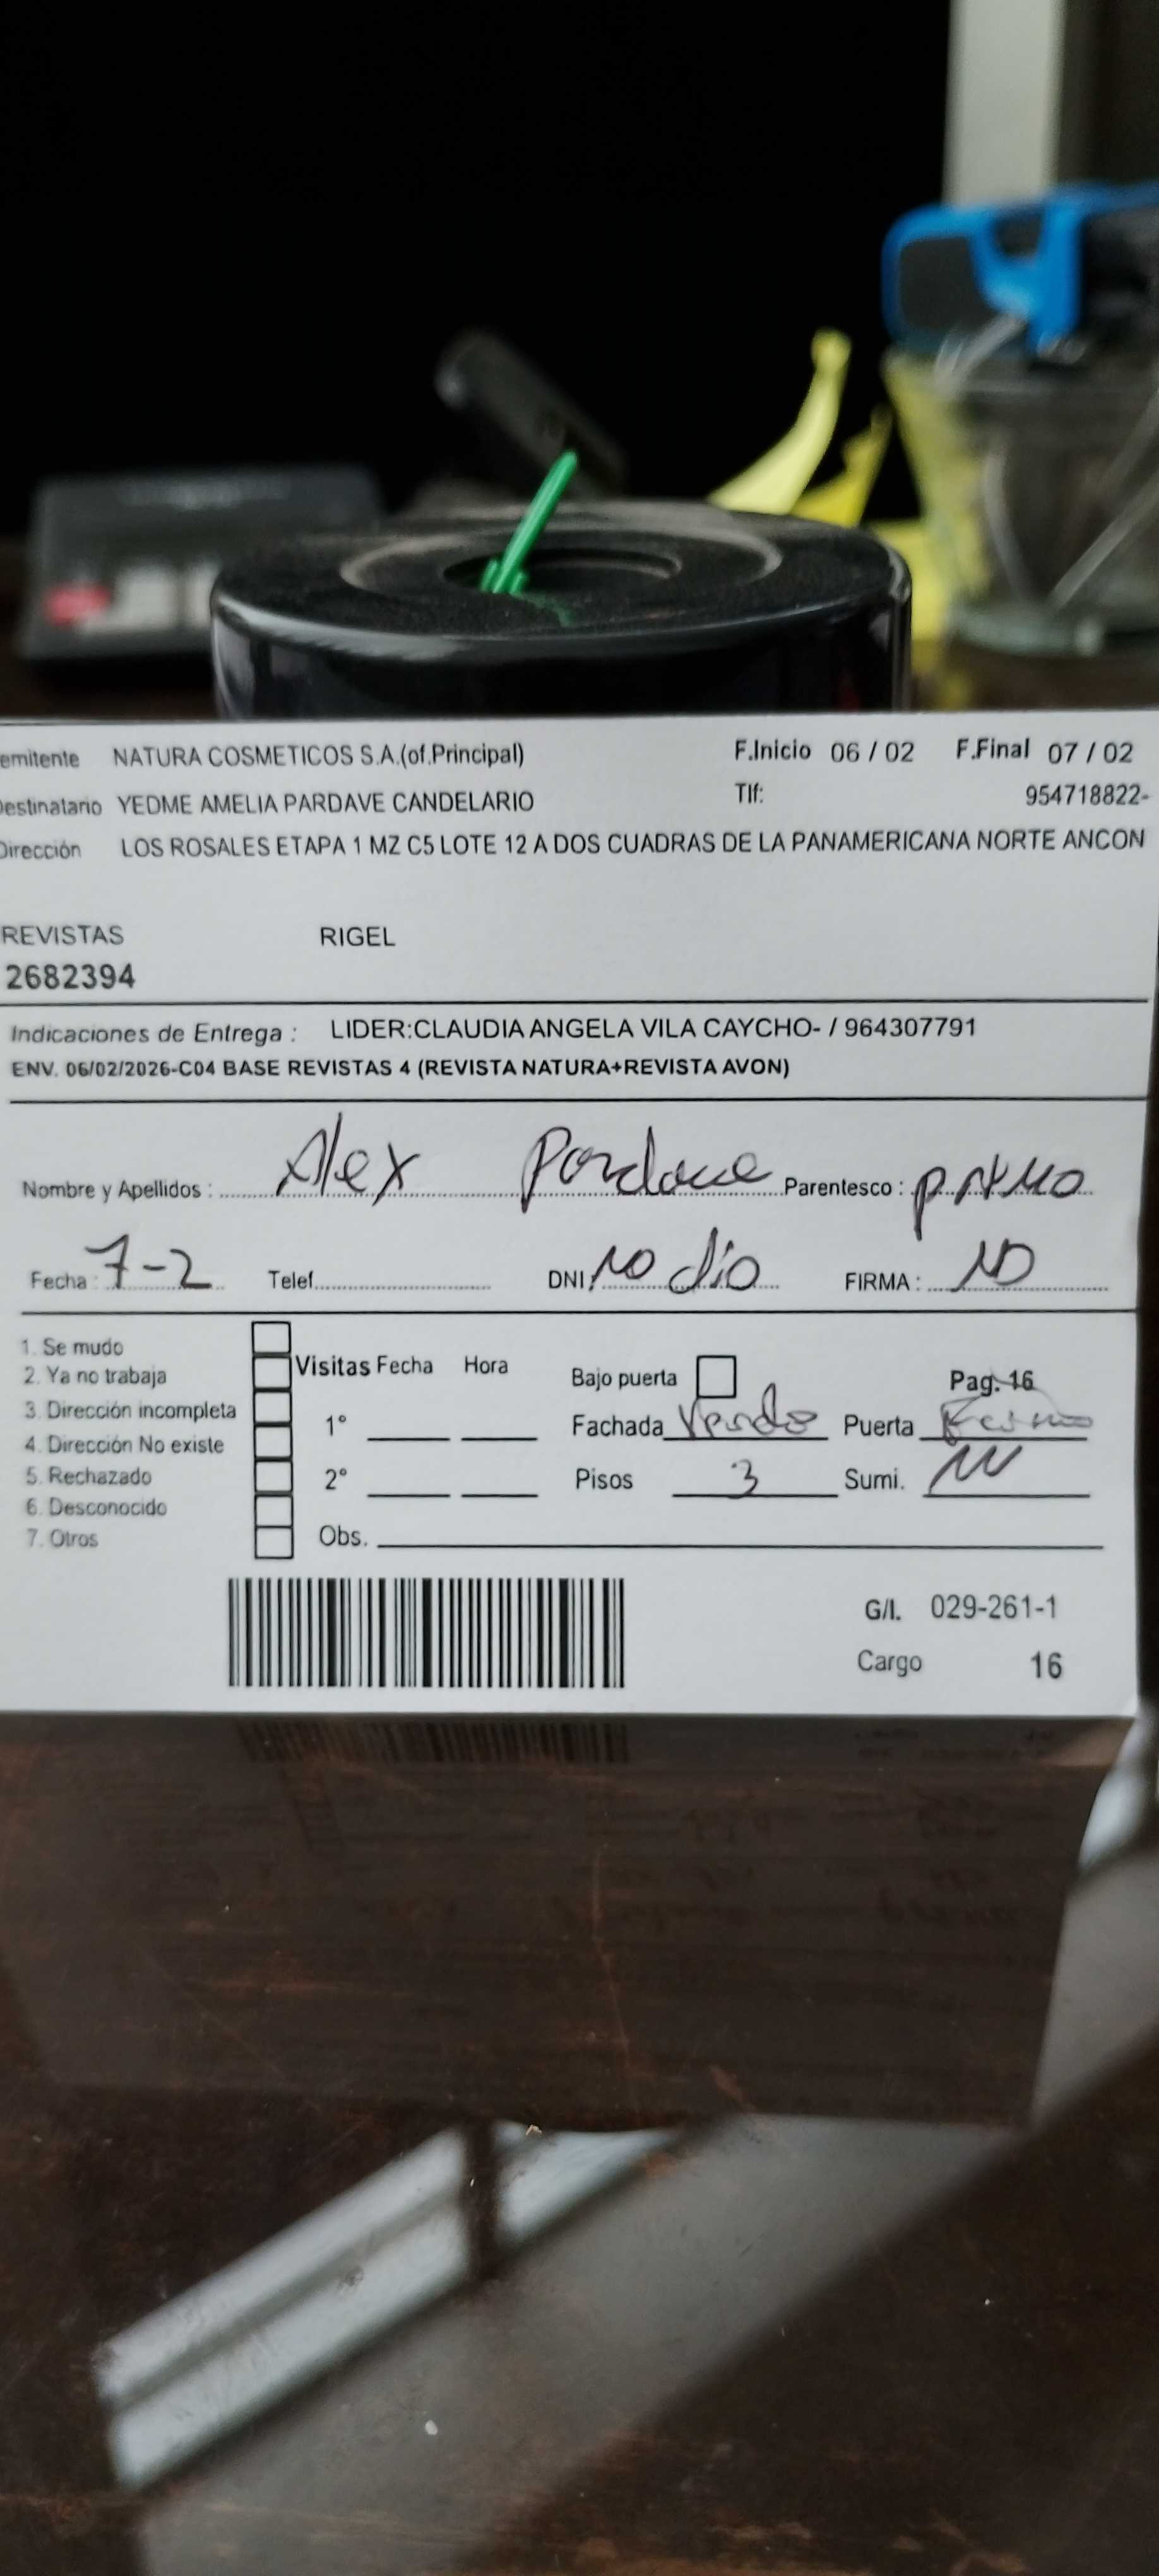 emitente NATURA COSMETICOS S.A.(of.Principal) F.Inicio 06 / 02 F.Final 07 / 02
Destinatario YEDME AMELIA PARDAVE CANDELARIO Tlf: 954718822-
Dirección LOS ROSALES ETAPA 1 MZ C5 LOTE 12 A DOS CUADRAS DE LA PANAMERICANA NORTE ANCON
REVISTAS RIGEL
2682394
Indicaciones de Entrega : LIDER:CLAUDIA ANGELA VILA CAYCHO- / 964307791
ENV. 06/02/2026-C04 BASE REVISTAS 4 (REVISTA NATURA+REVISTA AVON)
Nombre y Apellidos : Alex Pardave Parentesco : primo
Fecha : 7-2 Telef. DNI: no dio FIRMA :
1. Se mudo
2. Ya no trabaja Visitas Fecha Hora Bajo puerta Pag. 16
3. Dirección incompleta 1° Fachada Verde Puerta
4. Dirección No existe
5. Rechazado 2° Pisos 3 Sumi.
6. Desconocido
7. Otros Obs.
G/I. 029-261-1
Cargo 16